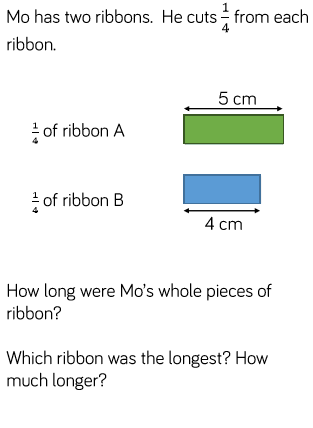 Mo has two ribbons. He cuts 1/4 from each
ribbon.
5 cm
1/4 of ribbon A
1/4 of ribbon B
4 cm
How long were Mo's whole pieces of
ribbon?
Which ribbon was the longest? How
much longer?